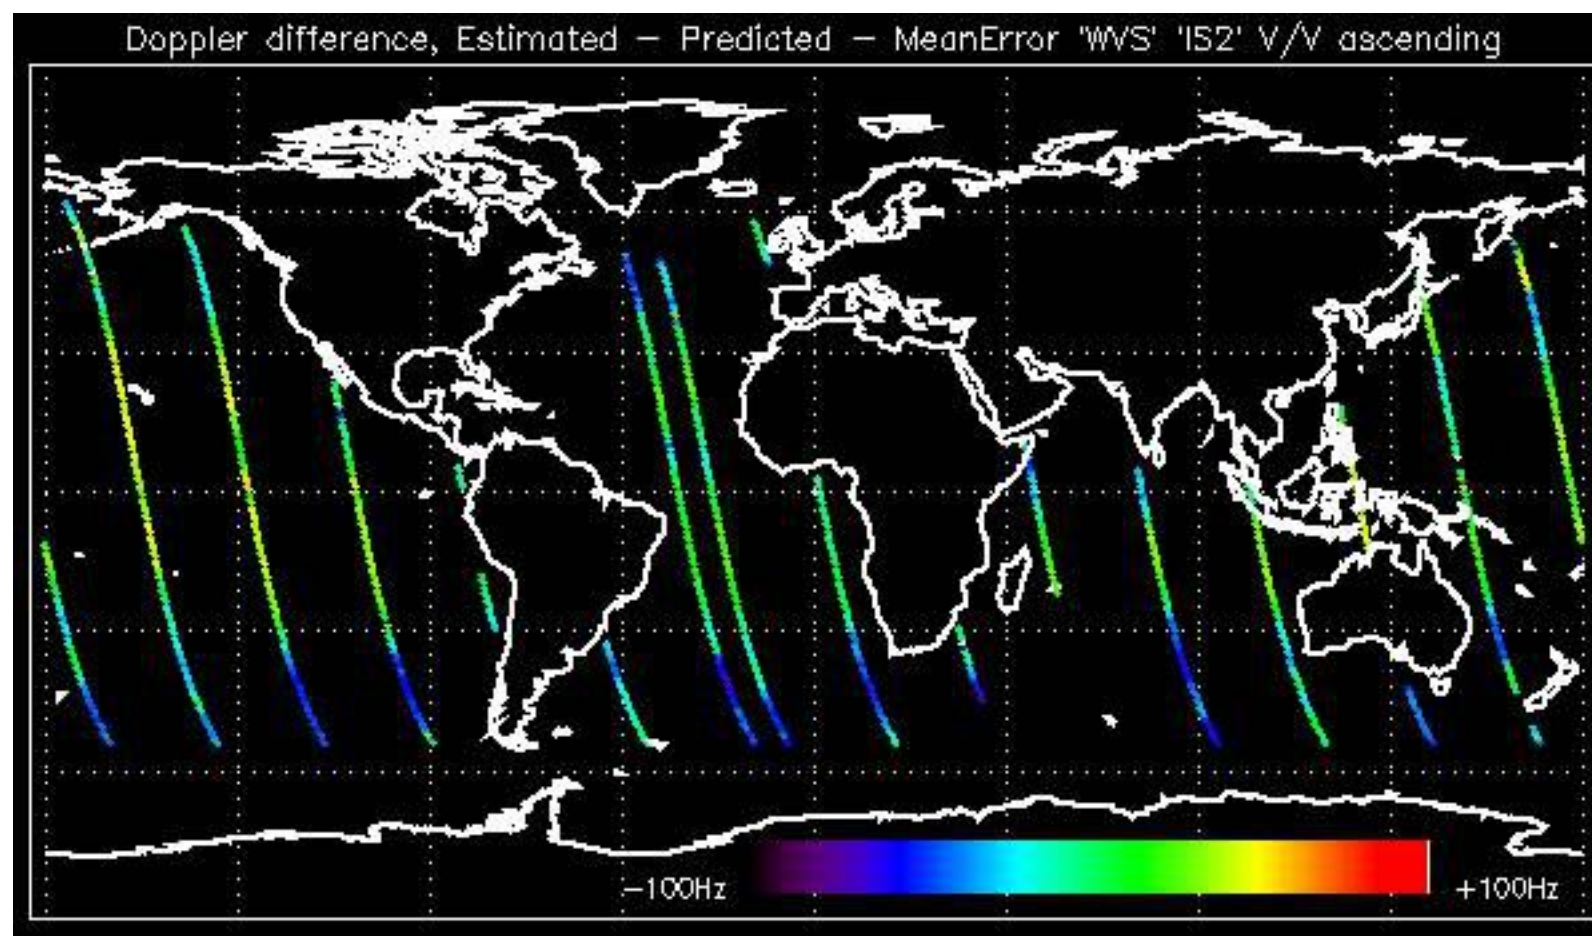 Doppler difference, Estimated – Predicted – MeanError 'WVS' 'IS2' V/V ascending
–100Hz
+100Hz